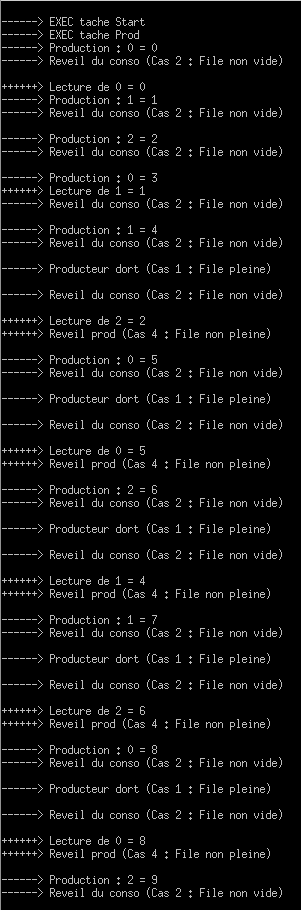 ------> EXEC tache Start
------> EXEC tache Prod
------> Production : 0 = 0
------> Reveil du conso (Cas 2 : File non vide)
++++++> Lecture de 0 = 0
------> Production : 1 = 1
------> Reveil du conso (Cas 2 : File non vide)
------> Production : 2 = 2
------> Reveil du conso (Cas 2 : File non vide)
------> Production : 0 = 3
++++++> Lecture de 1 = 1
------> Reveil du conso (Cas 2 : File non vide)
------> Production : 1 = 4
------> Reveil du conso (Cas 2 : File non vide)
------> Producteur dort (Cas 1 : File pleine)
------> Reveil du conso (Cas 2 : File non vide)
++++++> Lecture de 2 = 2
++++++> Reveil prod (Cas 4 : File non pleine)
------> Production : 0 = 5
------> Reveil du conso (Cas 2 : File non vide)
------> Producteur dort (Cas 1 : File pleine)
------> Reveil du conso (Cas 2 : File non vide)
++++++> Lecture de 0 = 5
++++++> Reveil prod (Cas 4 : File non pleine)
------> Production : 2 = 6
------> Reveil du conso (Cas 2 : File non vide)
------> Producteur dort (Cas 1 : File pleine)
------> Reveil du conso (Cas 2 : File non vide)
++++++> Lecture de 1 = 4
++++++> Reveil prod (Cas 4 : File non pleine)
------> Production : 1 = 7
------> Reveil du conso (Cas 2 : File non vide)
------> Producteur dort (Cas 1 : File pleine)
------> Reveil du conso (Cas 2 : File non vide)
++++++> Lecture de 2 = 6
++++++> Reveil prod (Cas 4 : File non pleine)
------> Production : 0 = 8
------> Reveil du conso (Cas 2 : File non vide)
------> Producteur dort (Cas 1 : File pleine)
------> Reveil du conso (Cas 2 : File non vide)
++++++> Lecture de 0 = 8
++++++> Reveil prod (Cas 4 : File non pleine)
------> Production : 2 = 9
------> Reveil du conso (Cas 2 : File non vide)